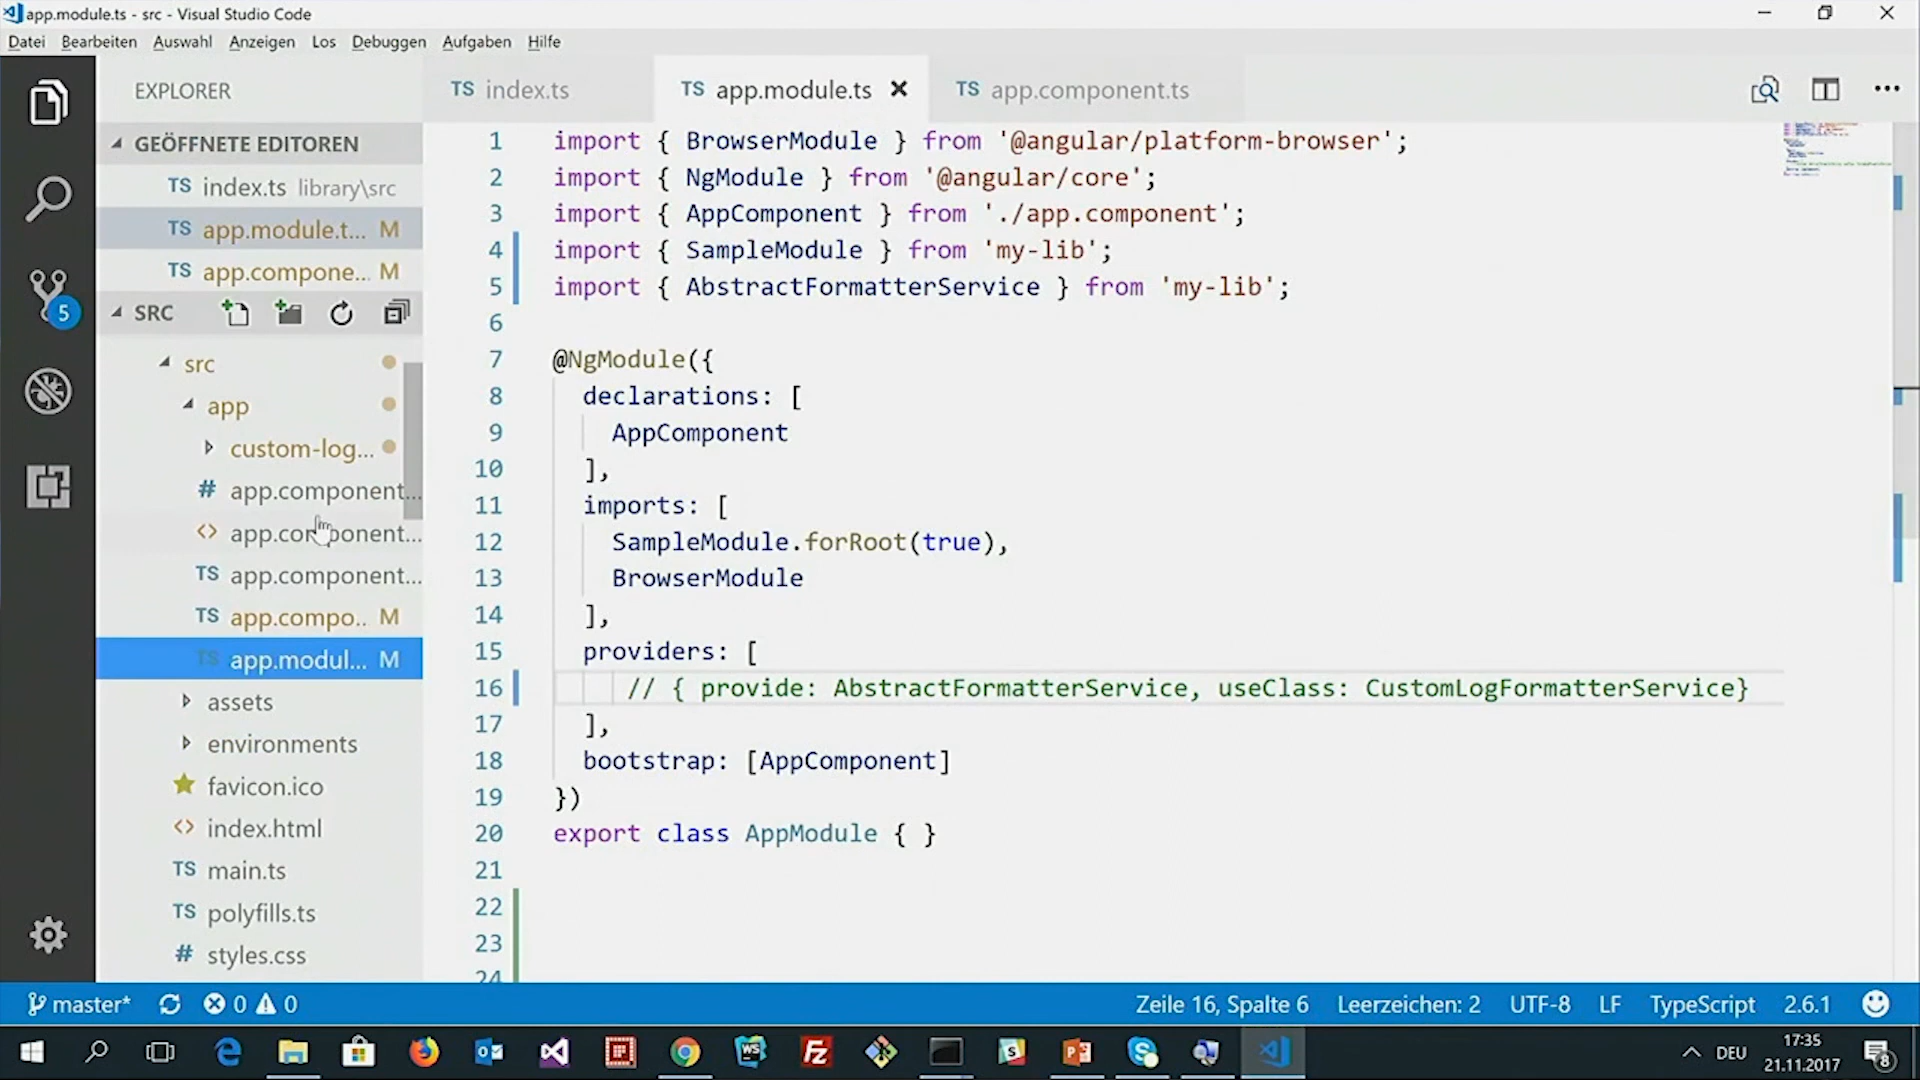 app.module.ts - src - Visual Studio Code
Datei Bearbeiten Auswahl Anzeigen Los Debuggen Aufgaben Hilfe
EXPLORER
TS index.ts
TS app.module.ts
TS app.component.ts
GEÖFFNETE EDITOREN
TS index.ts library\src
TS app.module.t... M
TS app.compone... M
5
SRC
src
app
custom-log...
# app.component...
<> app.component...
TS app.component...
TS app.compo.. M
TS app.modul... M
assets
environments
favicon.ico
<> index.html
TS main.ts
TS polyfills.ts
# styles.css
1 import { BrowserModule } from '@angular/platform-browser';
2 import { NgModule } from '@angular/core';
3 import { AppComponent } from './app.component';
4 import { SampleModule } from 'my-lib';
5 import { AbstractFormatterService } from 'my-lib';
6
7 @NgModule({
8 declarations: [
9 AppComponent
10 ],
11 imports: [
12 SampleModule.forRoot(true),
13 BrowserModule
14 ],
15 providers: [
16 // { provide: AbstractFormatterService, useClass: CustomLogFormatterService}
17 ],
18 bootstrap: [AppComponent]
19 })
20 export class AppModule { }
21
22
23
24
master* 0 0 Zeile 16, Spalte 6 Leerzeichen: 2 UTF-8 LF TypeScript 2.6.1
DEU
17:35
21.11.2017
8